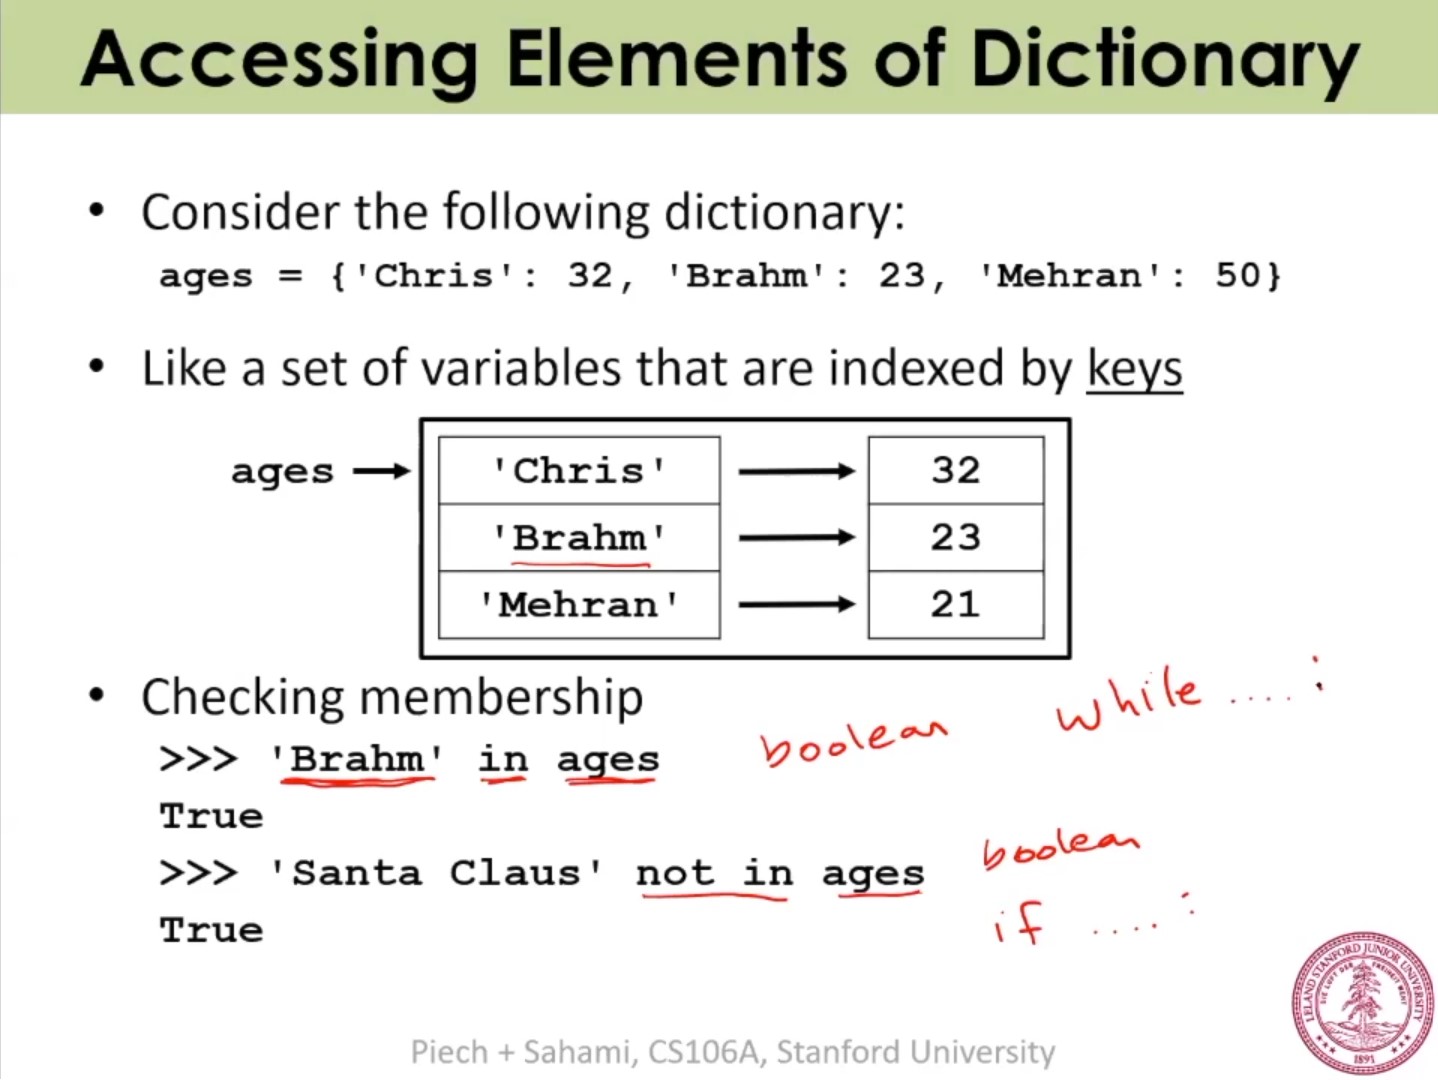 Accessing Elements of Dictionary
• Consider the following dictionary:
ages = {'Chris': 32, 'Brahm': 23, 'Mehran': 50}
• Like a set of variables that are indexed by keys
ages 'Chris' 32
'Brahm' 23
'Mehran' 21
• Checking membership
while ....:
>>> 'Brahm' in ages boolean
True
>>> 'Santa Claus' not in ages boolean
True if ....:
Piech + Sahami, CS106A, Stanford University
LELAND STANFORD JUNIOR UNIVERSITY
DIE LUFT DER FREIHEIT WEHT
1891